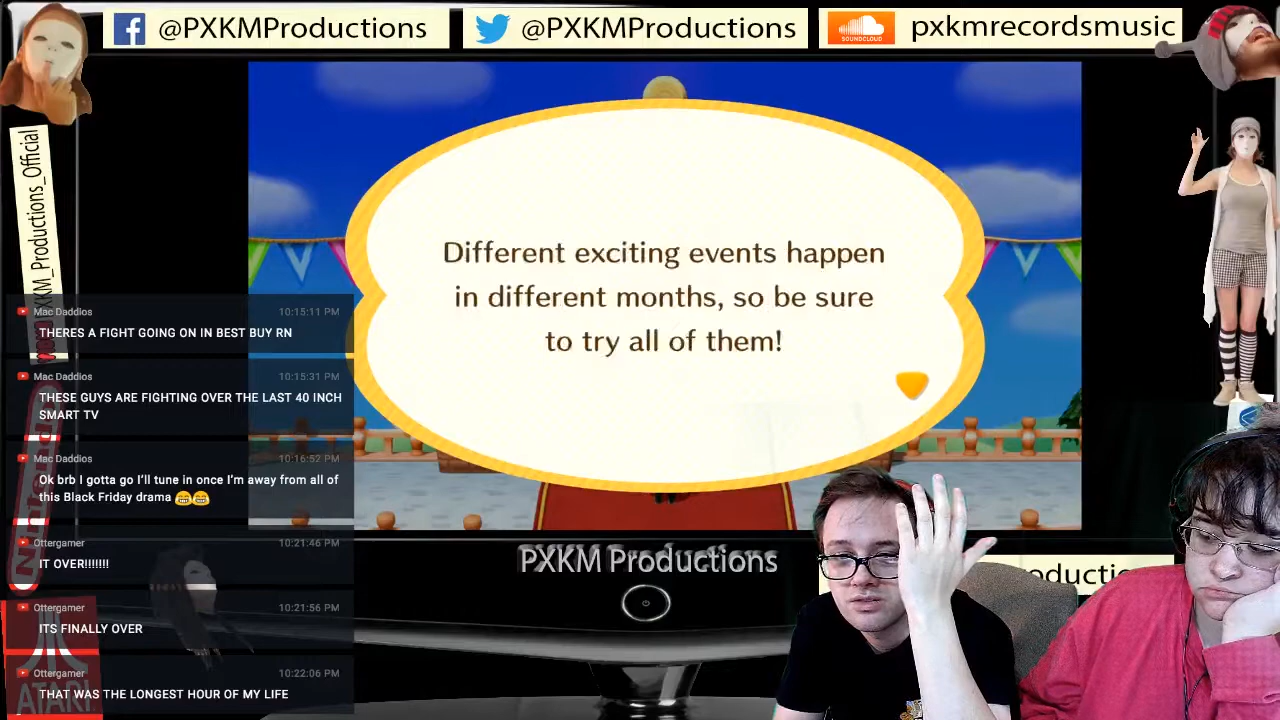 @PXKMProductions
@PXKMProductions
SOUNDCLOUD
pxkmrecordsmusic
PXKM_Productions_Official
Different exciting events happen
in different months, so be sure
to try all of them!
Mac Daddios 10:15:11 PM
THERES A FIGHT GOING ON IN BEST BUY RN
Mac Daddios 10:15:31 PM
THESE GUYS ARE FIGHTING OVER THE LAST 40 INCH
SMART TV
Mac Daddios 10:16:52 PM
Ok brb I gotta go I'll tune in once I'm away from all of
this Black Friday drama 😂😂
Ottergamer 10:21:46 PM
IT OVER!!!!!!!
Ottergamer 10:21:56 PM
ITS FINALLY OVER
Ottergamer 10:22:06 PM
THAT WAS THE LONGEST HOUR OF MY LIFE
ATARI
PXKM Productions